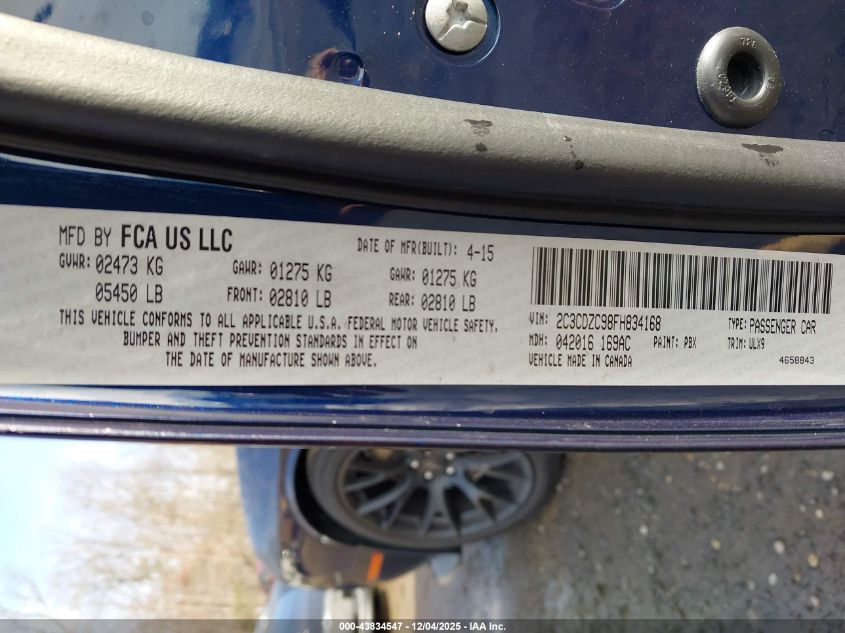 MFD BY FCA US LLC
DATE OF MFR(BUILT): 4-15
GVWR: 02473 KG
GAWR: 01275 KG
GAWR: 01275 KG
05450 LB
FRONT: 02810 LB
REAR: 02810 LB
THIS VEHICLE CONFORMS TO ALL APPLICABLE U.S.A. FEDERAL MOTOR VEHICLE SAFETY,
BUMPER AND THEFT PREVENTION STANDARDS IN EFFECT ON
THE DATE OF MANUFACTURE SHOWN ABOVE.
VIN: 2C3CDZC98FH834168
TYPE: PASSENGER CAR
MDH: 042016 189AC
PAINT: PBX
TRIM: ULX9
VEHICLE MADE IN CANADA
4658843
000-43834547 - 12/04/2025 - IAA Inc.